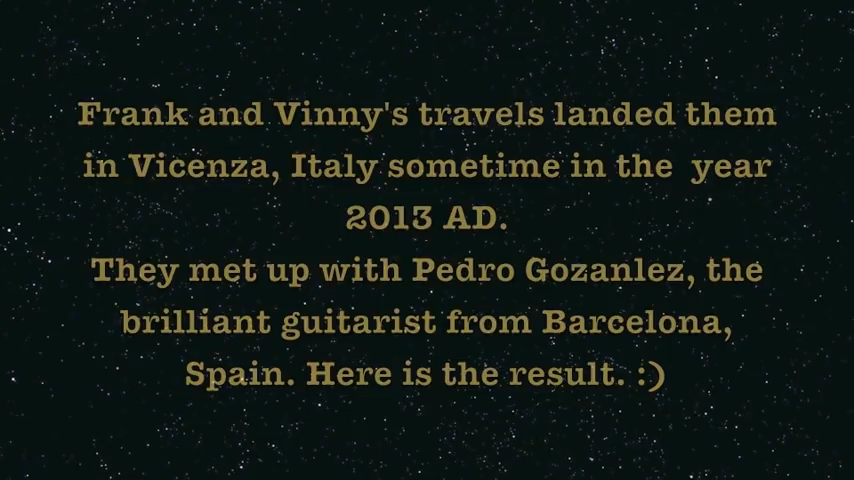 Frank and Vinny's travels landed them
in Vicenza, Italy sometime in the  year
2013 AD.
They met up with Pedro Gozanlez, the
brilliant guitarist from Barcelona,
Spain. Here is the result. :)